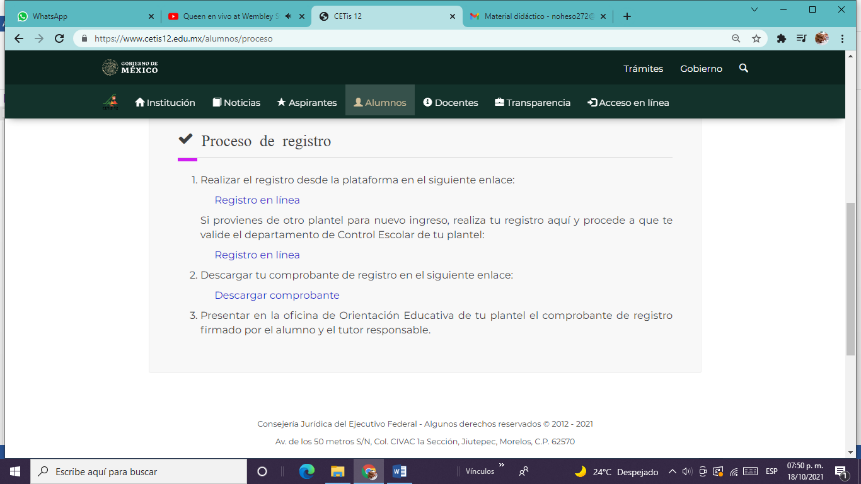 WhatsApp
Queen en vivo at Wembley S
CETis 12
Material didáctico - noheso272@
https://www.cetis12.edu.mx/alumnos/proceso
GOBIERNO DE
MÉXICO
Trámites
Gobierno
Institución
Noticias
Aspirantes
Alumnos
Docentes
Transparencia
Acceso en línea
Proceso de registro
1. Realizar el registro desde la plataforma en el siguiente enlace:
Registro en línea
Si provienes de otro plantel para nuevo ingreso, realiza tu registro aquí y procede a que te
valide el departamento de Control Escolar de tu plantel:
Registro en línea
2. Descargar tu comprobante de registro en el siguiente enlace:
Descargar comprobante
3. Presentar en la oficina de Orientación Educativa de tu plantel el comprobante de registro
firmado por el alumno y el tutor responsable.
Consejería Jurídica del Ejecutivo Federal - Algunos derechos reservados © 2012 - 2021
Av. de los 50 metros S/N, Col. CIVAC 1a Sección, Jiutepec, Morelos, C.P. 62570
Escribe aquí para buscar
Vínculos
24°C Despejado
ESP
07:50 p. m.
18/10/2021
1